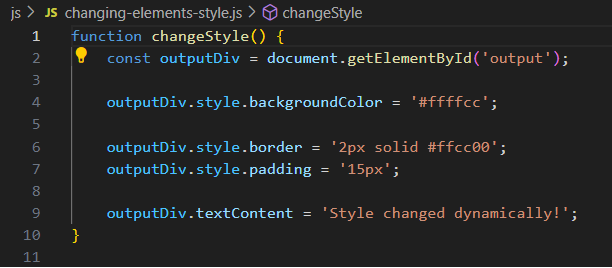 js > JS changing-elements-style.js > changeStyle
1 function changeStyle() {
2     const outputDiv = document.getElementById('output');
3
4     outputDiv.style.backgroundColor = '#ffffcc';
5
6     outputDiv.style.border = '2px solid #ffcc00';
7     outputDiv.style.padding = '15px';
8
9     outputDiv.textContent = 'Style changed dynamically!';
10 }
11